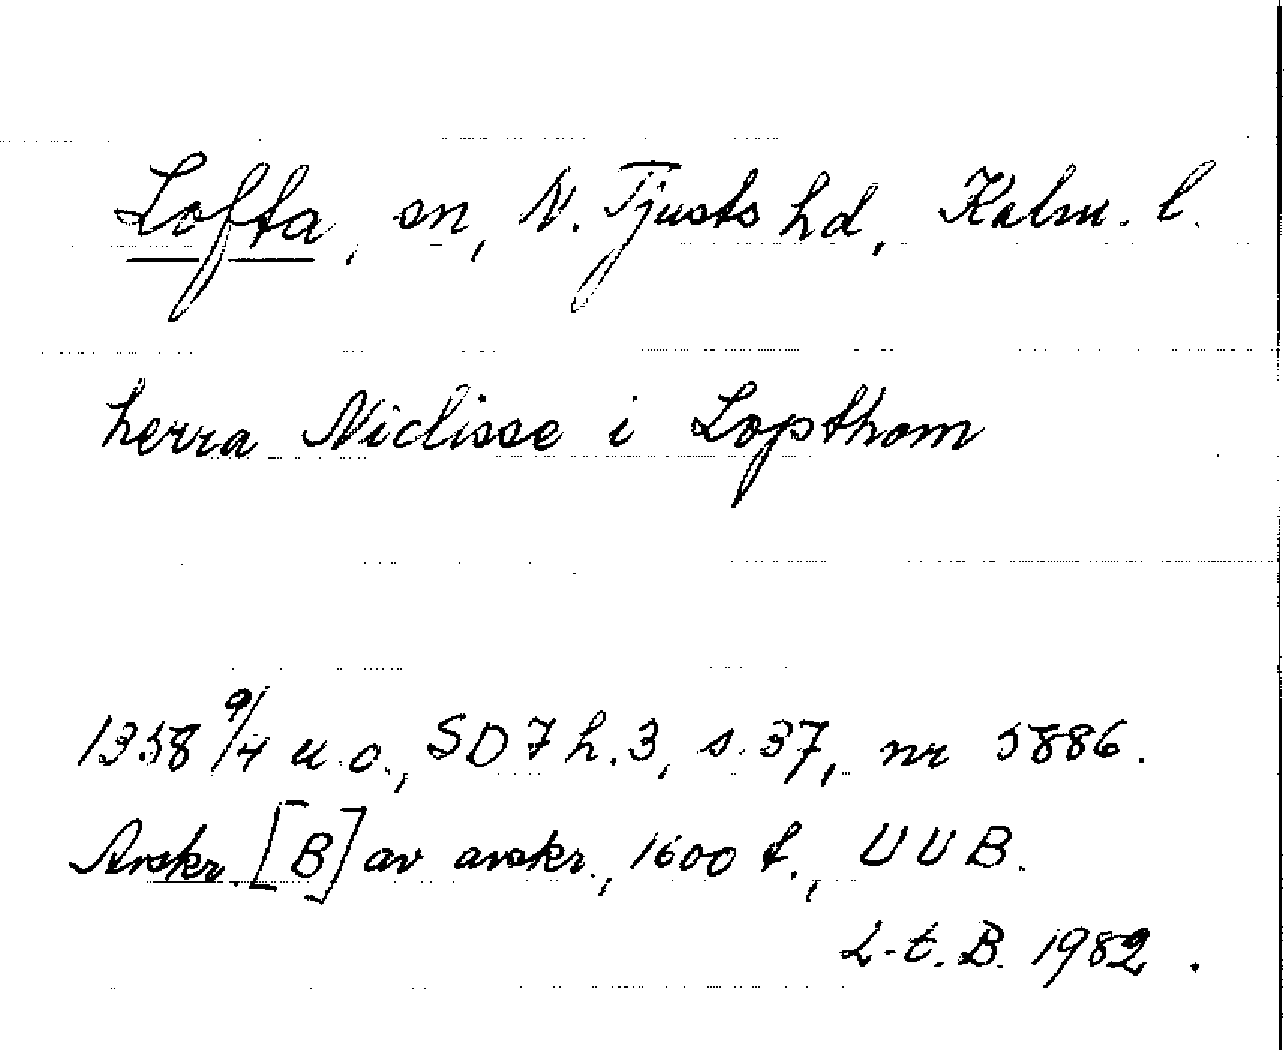 Lofta, sn, N. Tjusts hd, Kalm. l.
herra Niclisse i Lopthom
1358 9/4 u.o., SD 7 h. 3, s. 37, nr 5886.
Avskr. [B] av avskr., 1600 t., UUB.
L-t. B. 1982.